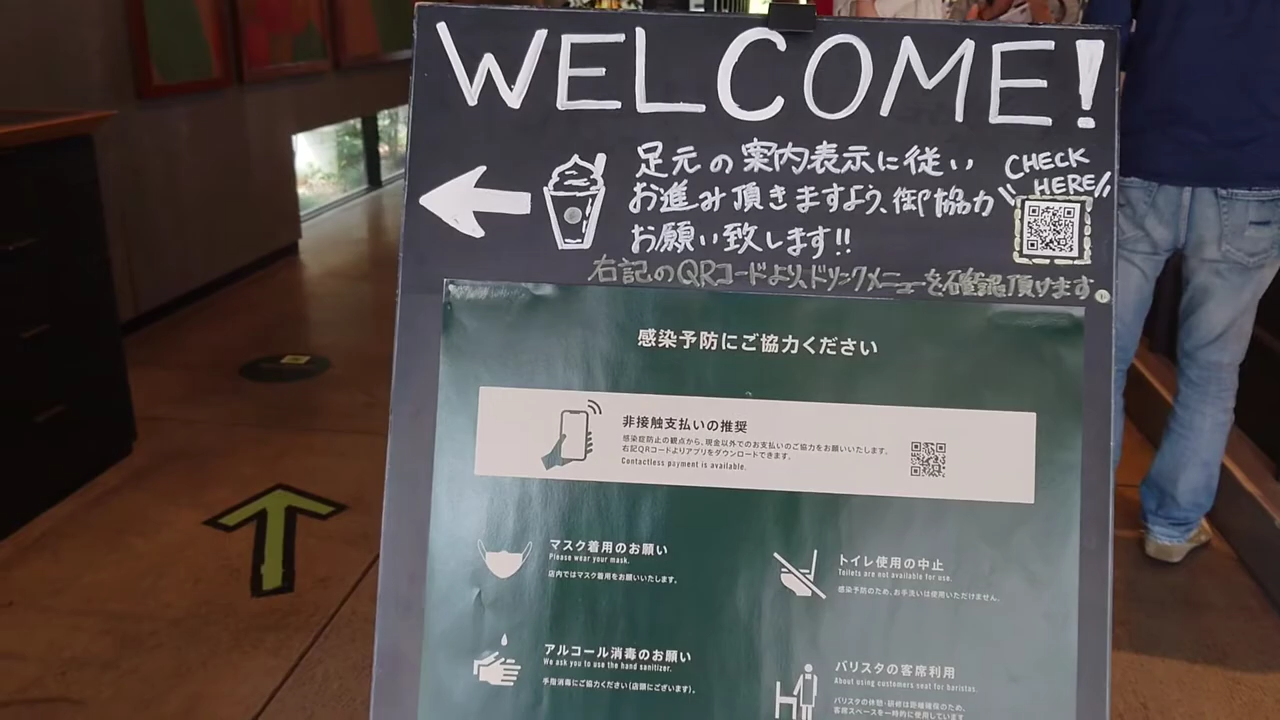 WELCOME!
足元の案内表示に従い
お進み頂きますよう、御協力
お願い致します!!
CHECK
HERE
右記のQRコードより、ドリンクメニューを確認頂けます。
感染予防にご協力ください
非接触支払いの推奨
感染症防止の観点から、現金以外でのお支払いのご協力をお願いいたします。
右記QRコードよりアプリをダウンロードできます。
Contactless payment is available.
マスク着用のお願い
Please wear your mask.
店内ではマスク着用をお願いいたします。
トイレ使用の中止
Toilets are not available for use.
感染予防のため、お手洗いは使用いただけません。
アルコール消毒のお願い
We ask you to use the hand sanitizer.
手指消毒にご協力ください(店頭にございます)。
バリスタの客席利用
About using customers seat for baristas.
バリスタの休憩・研修は距離確保のため、
客席スペースを一時的に使用しています